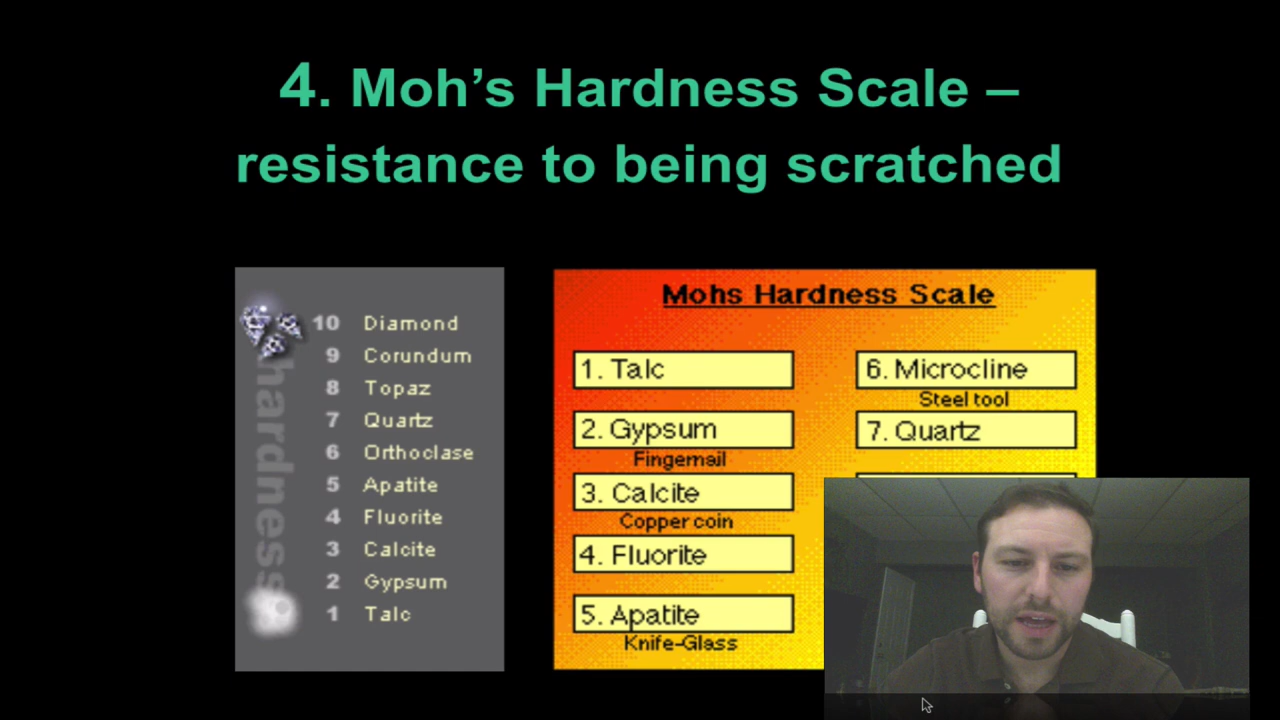 4. Moh’s Hardness Scale –
resistance to being scratched
hardness
10 Diamond
9 Corundum
8 Topaz
7 Quartz
6 Orthoclase
5 Apatite
4 Fluorite
3 Calcite
2 Gypsum
1 Talc
Mohs Hardness Scale
1. Talc
2. Gypsum
Fingernail
3. Calcite
Copper coin
4. Fluorite
5. Apatite
Knife-Glass
6. Microcline
Steel tool
7. Quartz